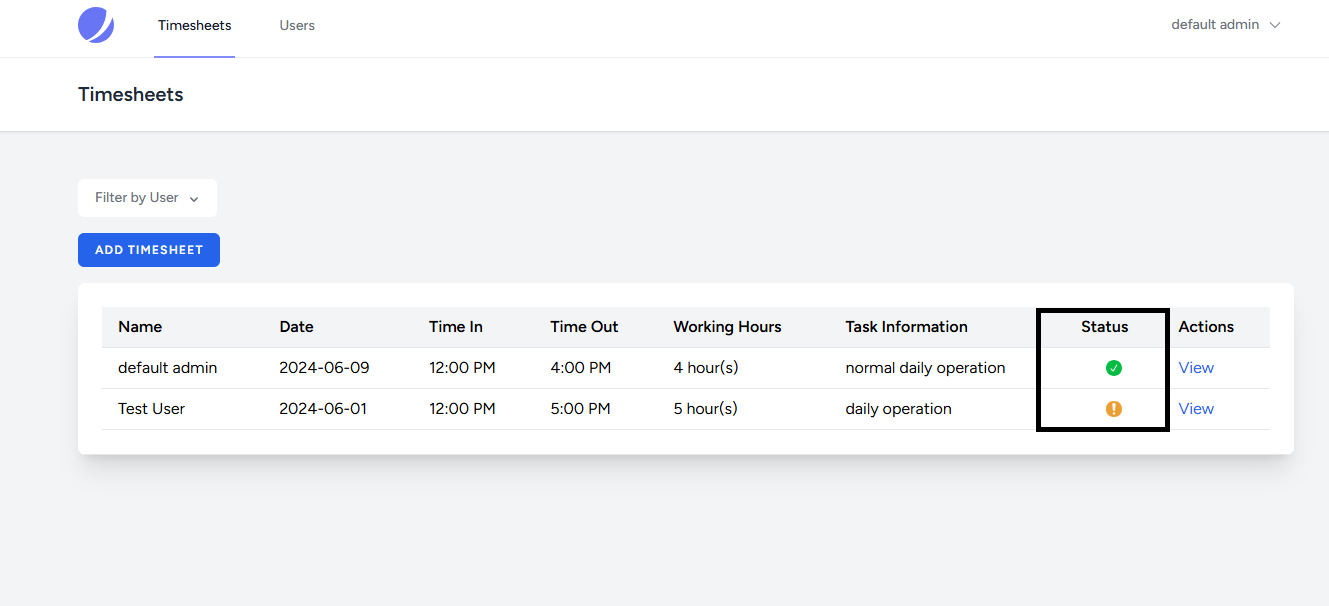 Timesheets Users default admin
Timesheets
Filter by User
ADD TIMESHEET
Name Date Time In Time Out Working Hours Task Information Status Actions
default admin 2024-06-09 12:00 PM 4:00 PM 4 hour(s) normal daily operation View
Test User 2024-06-01 12:00 PM 5:00 PM 5 hour(s) daily operation View